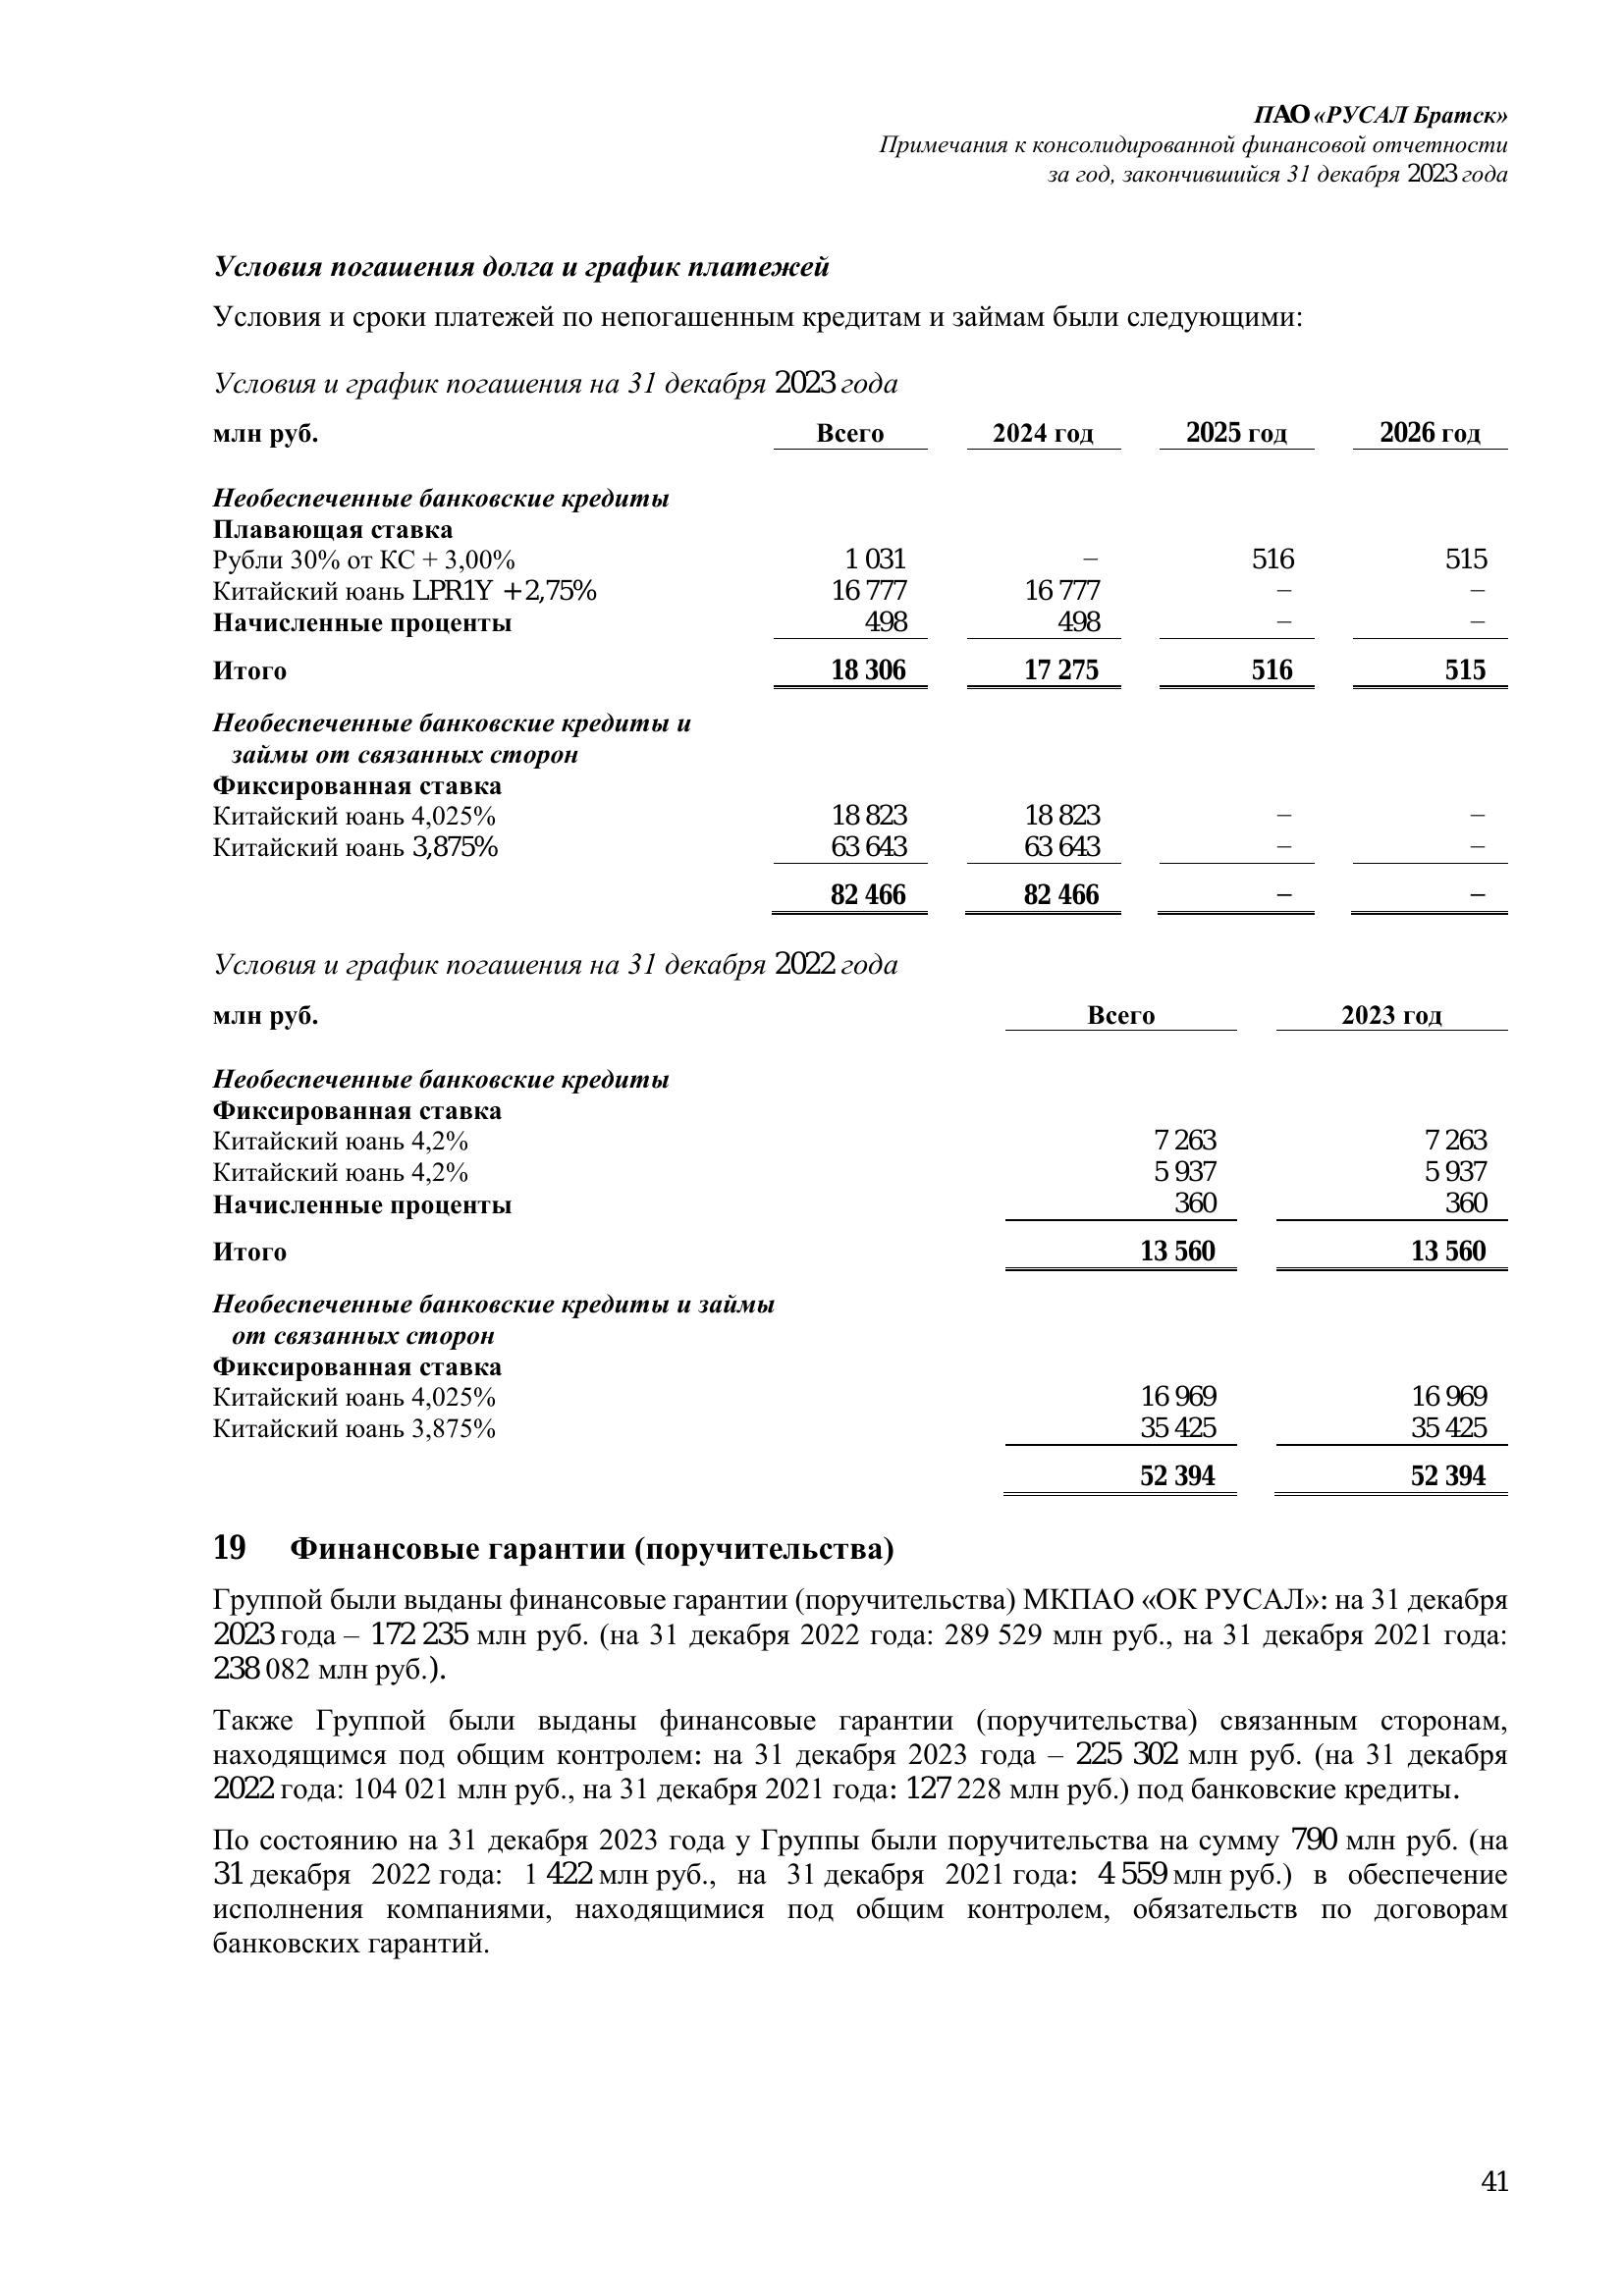 ПАО «РУСАЛ Братск»
Примечания к консолидированной финансовой отчетности
за год, закончившийся 31 декабря 2023 года
Условия погашения долга и график платежей
Условия и сроки платежей по непогашенным кредитам и займам были следующими:
Условия и график погашения на 31 декабря 2023 года
млн руб. Всего 2024 год 2025 год 2026 год
Необеспеченные банковские кредиты
Плавающая ставка
Рубли 30% от КС + 3,00% 1 031 – 516 515
Китайский юань LPR1Y + 2,75% 16 777 16 777 – –
Начисленные проценты 498 498 – –
Итого 18 306 17 275 516 515
Необеспеченные банковские кредиты и
займы от связанных сторон
Фиксированная ставка
Китайский юань 4,025% 18 823 18 823 – –
Китайский юань 3,875% 63 643 63 643 – –
82 466 82 466 – –
Условия и график погашения на 31 декабря 2022 года
млн руб. Всего 2023 год
Необеспеченные банковские кредиты
Фиксированная ставка
Китайский юань 4,2% 7 263 7 263
Китайский юань 4,2% 5 937 5 937
Начисленные проценты 360 360
Итого 13 560 13 560
Необеспеченные банковские кредиты и займы
от связанных сторон
Фиксированная ставка
Китайский юань 4,025% 16 969 16 969
Китайский юань 3,875% 35 425 35 425
52 394 52 394
19 Финансовые гарантии (поручительства)
Группой были выданы финансовые гарантии (поручительства) МКПАО «ОК РУСАЛ»: на 31 декабря
2023 года – 172 235 млн руб. (на 31 декабря 2022 года: 289 529 млн руб., на 31 декабря 2021 года:
238 082 млн руб.).
Также Группой были выданы финансовые гарантии (поручительства) связанным сторонам,
находящимся под общим контролем: на 31 декабря 2023 года – 225 302 млн руб. (на 31 декабря
2022 года: 104 021 млн руб., на 31 декабря 2021 года: 127 228 млн руб.) под банковские кредиты.
По состоянию на 31 декабря 2023 года у Группы были поручительства на сумму 790 млн руб. (на
31 декабря 2022 года: 1 422 млн руб., на 31 декабря 2021 года: 4 559 млн руб.) в обеспечение
исполнения компаниями, находящимися под общим контролем, обязательств по договорам
банковских гарантий.
41